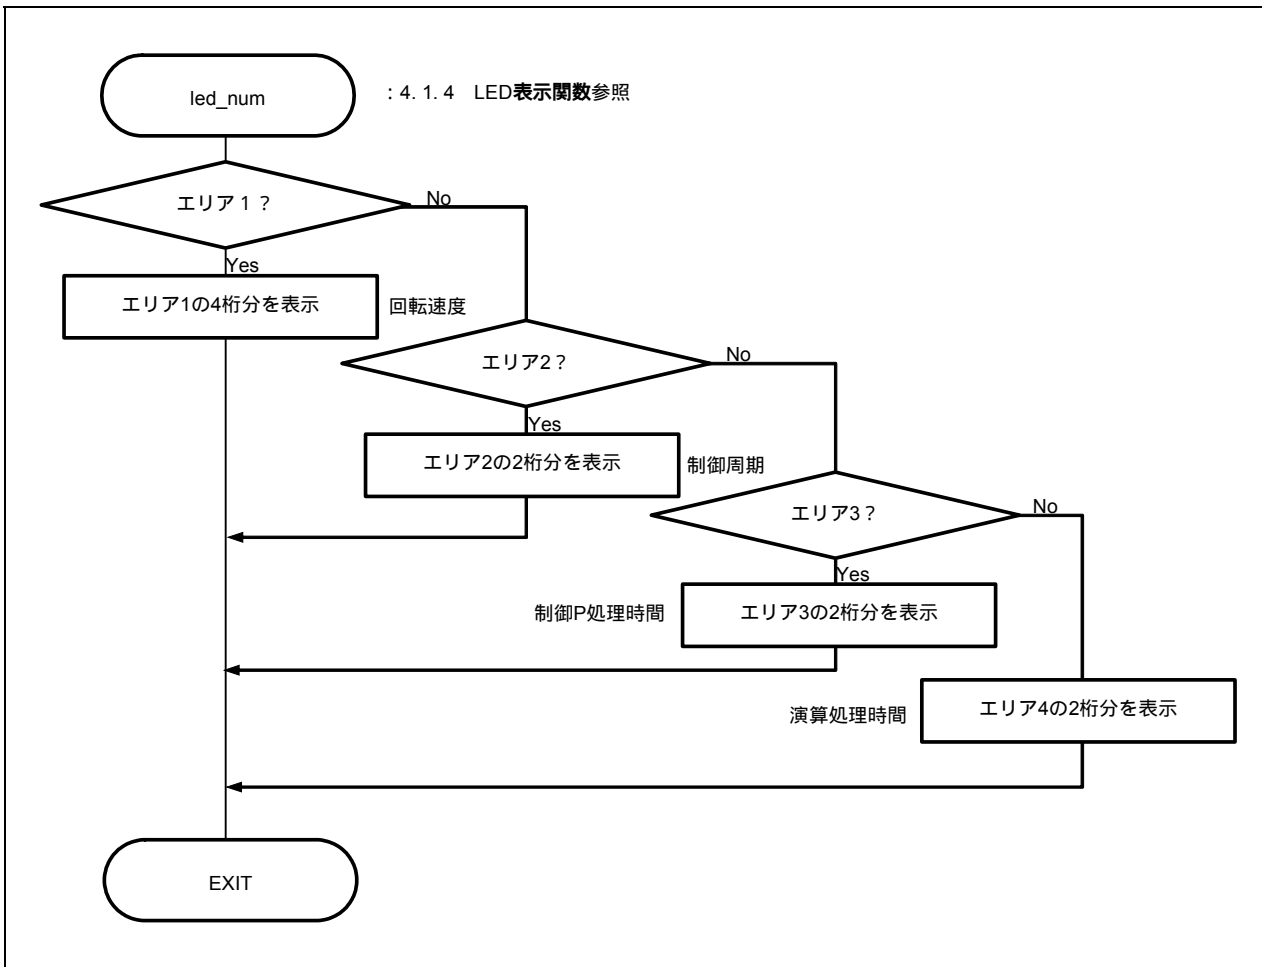 led_num
：4. 1. 4　LED表示関数参照
エリア 1 ？
No
Yes
エリア1の4桁分を表示
回転速度
エリア2？
No
Yes
エリア2の2桁分を表示
制御周期
エリア3？
No
Yes
制御P処理時間
エリア3の2桁分を表示
演算処理時間
エリア4の2桁分を表示
EXIT